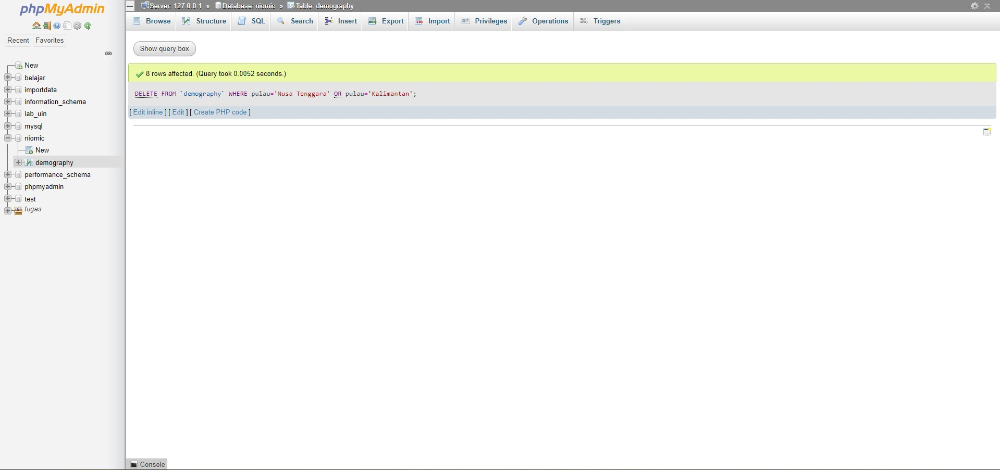 phpMyAdmin
Recent Favorites
New
belajar
importdata
information_schema
lab_uin
mysql
niomic
New
demography
performance_schema
phpmyadmin
test
tugas
Server: 127.0.0.1 » Database: niomic » Table: demography
Browse Structure SQL Search Insert Export Import Privileges Operations Triggers
Show query box
8 rows affected. (Query took 0.0052 seconds.)
DELETE FROM `demography` WHERE pulau='Nusa Tenggara' OR pulau='Kalimantan';
[ Edit inline ] [ Edit ] [ Create PHP code ]
Console